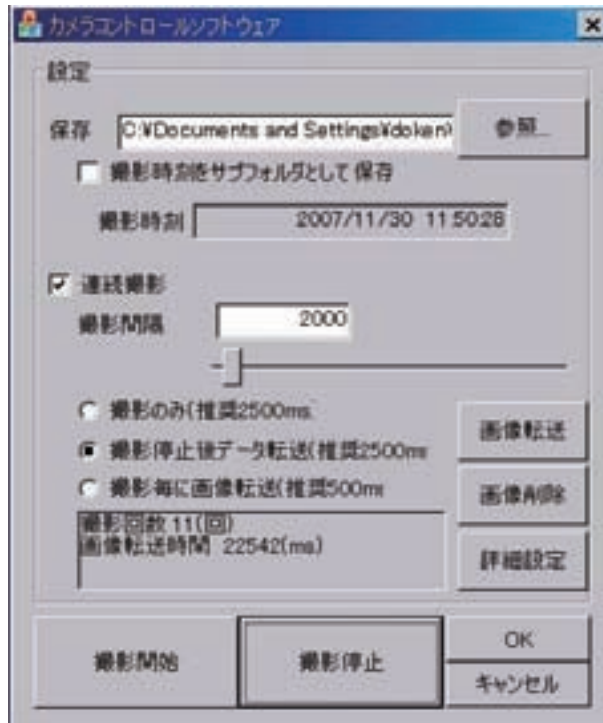 カメラコントロールソフトウェア
設定
保存 C:¥Documents and Settings¥doken¥ 参照...
撮影時刻をサブフォルダとして保存
撮影時刻 2007/11/30 11:50:28
連続撮影
撮影間隔 2000
撮影のみ(推奨2500ms
撮影停止後データ転送(推奨2500ms
撮影毎に画像転送(推奨500ms
画像転送
画像削除
詳細設定
撮影回数 11(回)
画像転送時間 22542(ms)
撮影開始
撮影停止
OK
キャンセル